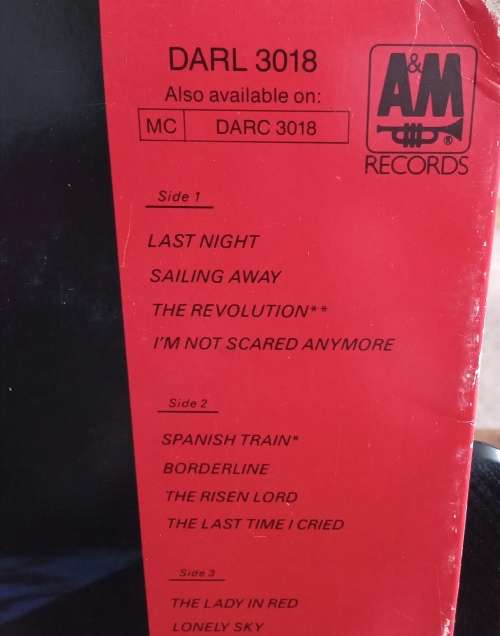 DARL 3018
Also available on:
MC DARC 3018
A&M
®
RECORDS
Side 1
LAST NIGHT
SAILING AWAY
THE REVOLUTION**
I'M NOT SCARED ANYMORE
Side 2
SPANISH TRAIN*
BORDERLINE
THE RISEN LORD
THE LAST TIME I CRIED
Side 3
THE LADY IN RED
LONELY SKY